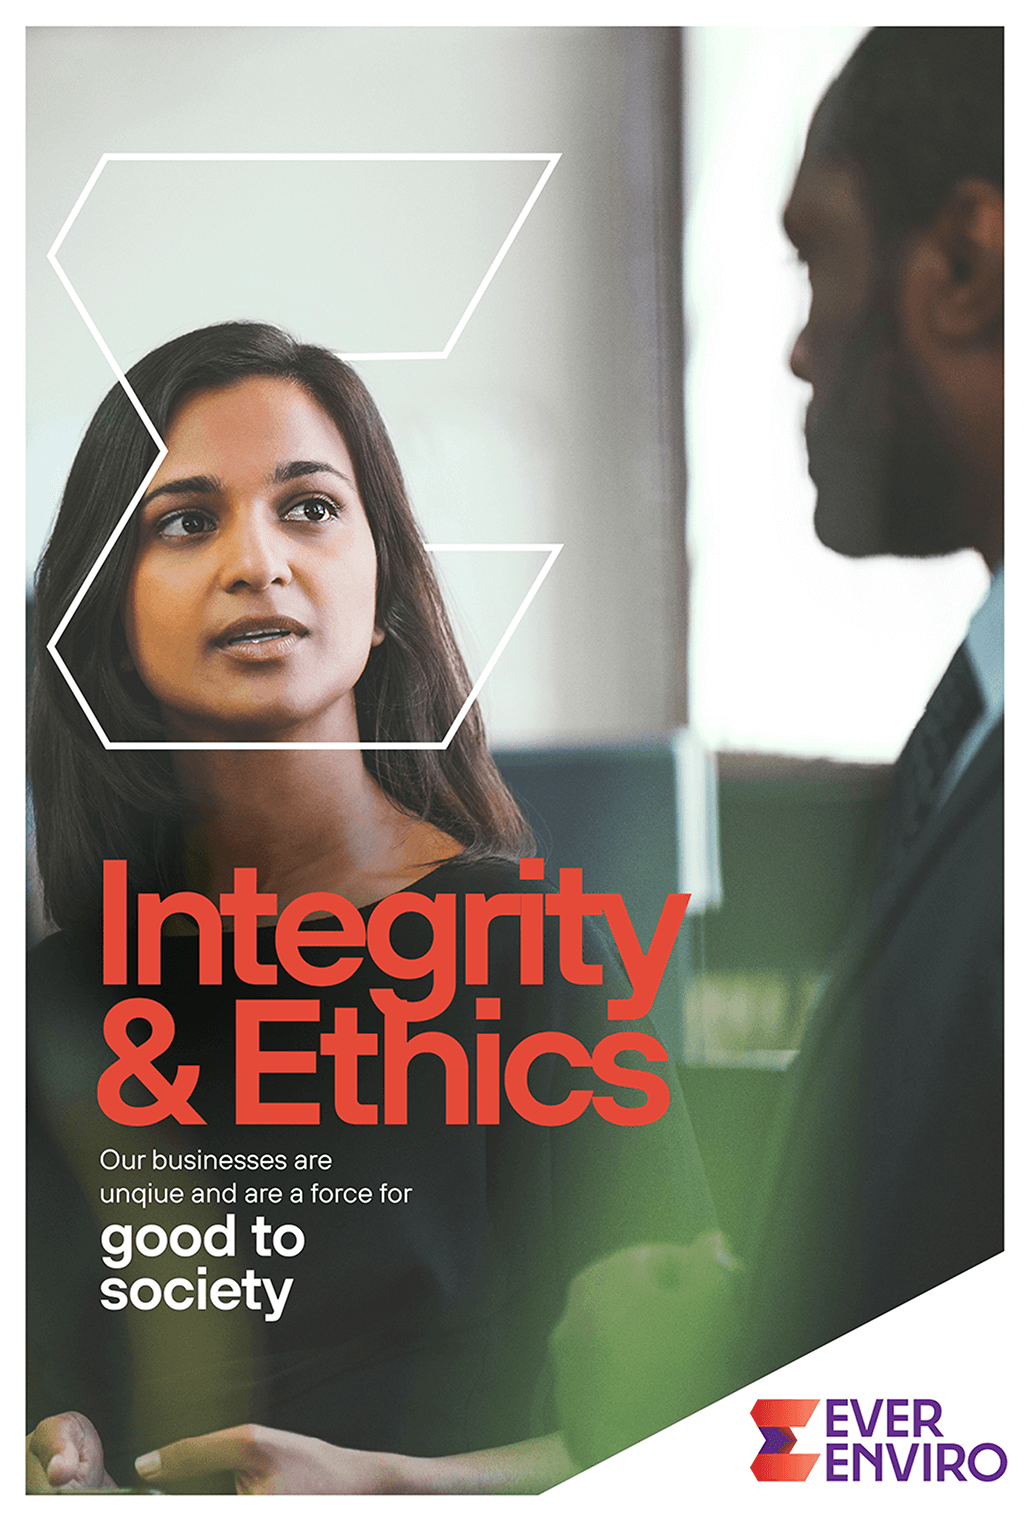 Integrity
& Ethics
Our businesses are
unqiue and are a force for
good to
society
EVER
ENVIRO